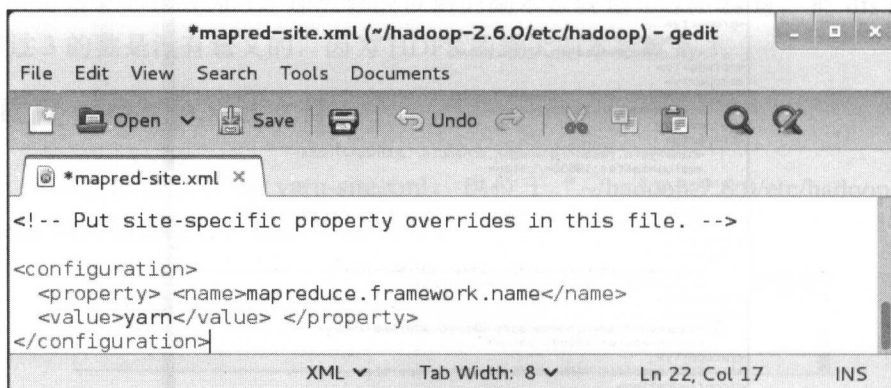 *mapred-site.xml (~/hadoop-2.6.0/etc/hadoop) – gedit
File Edit View Search Tools Documents
Open Save Undo
*mapred-site.xml ×
<!-- Put site-specific property overrides in this file. -->
<configuration>
<property> <name>mapreduce.framework.name</name>
<value>yarn</value> </property>
</configuration>
XML Tab Width: 8 Ln 22, Col 17 INS